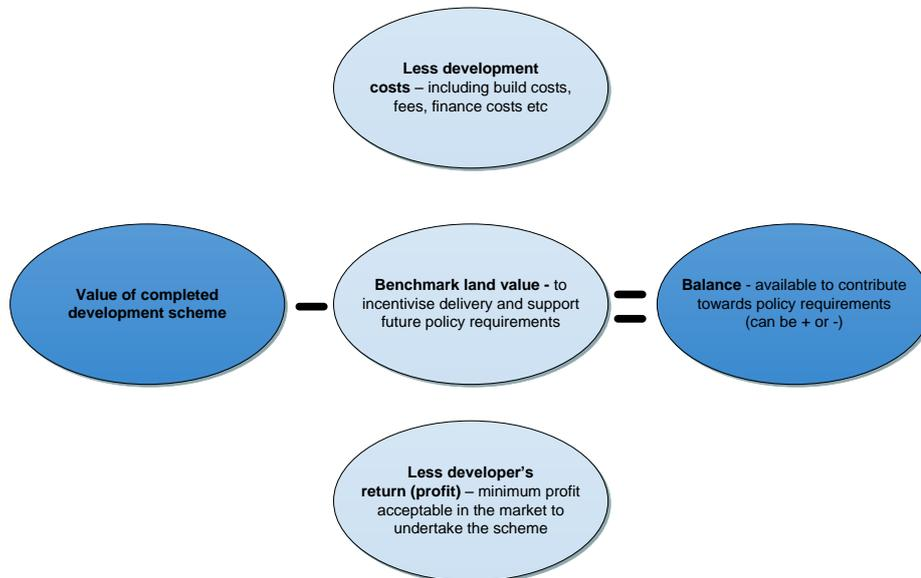 Less development
costs – including build costs,
fees, finance costs etc
Value of completed
development scheme
Benchmark land value - to
incentivise delivery and support
future policy requirements
Balance - available to contribute
towards policy requirements
(can be + or -)
Less developer’s
return (profit) – minimum profit
acceptable in the market to
undertake the scheme